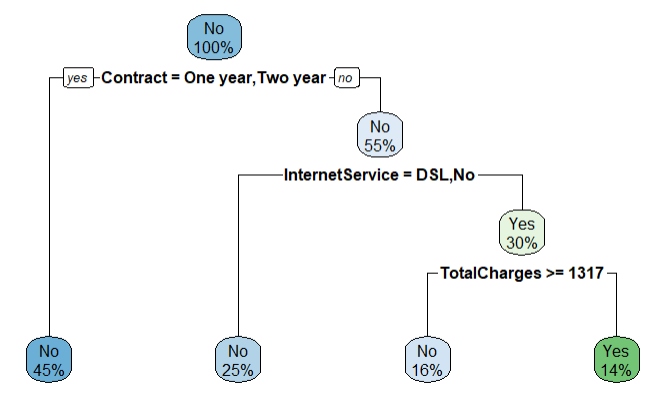 No
100%
yes Contract = One year,Two year no
No
55%
InternetService = DSL,No
Yes
30%
TotalCharges >= 1317
No
45%
No
25%
No
16%
Yes
14%